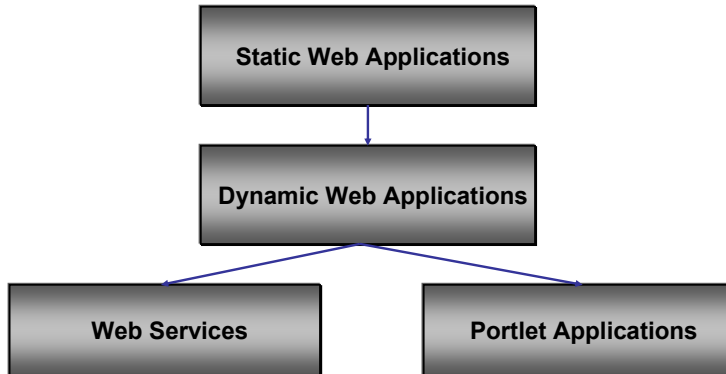 Static Web Applications
Dynamic Web Applications
Web Services
Portlet Applications